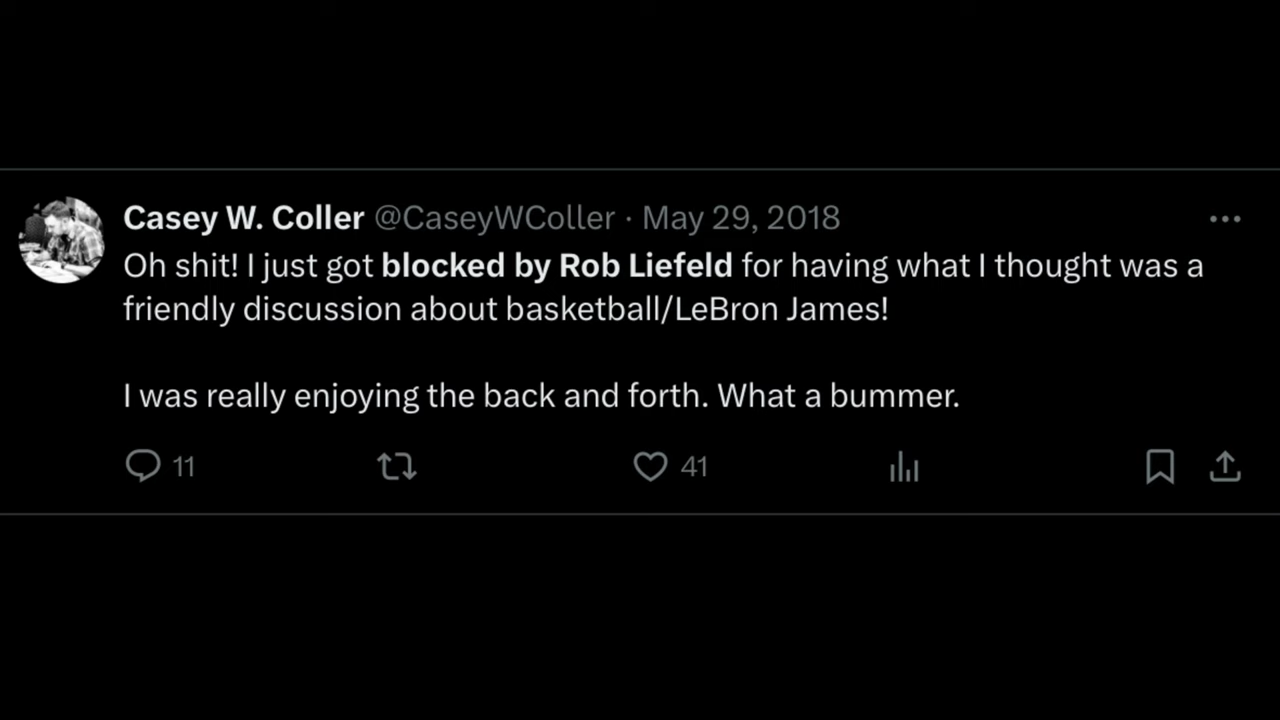 Casey W. Coller @CaseyWColler · May 29, 2018
Oh shit! I just got blocked by Rob Liefeld for having what I thought was a
friendly discussion about basketball/LeBron James!
I was really enjoying the back and forth. What a bummer.
11 41